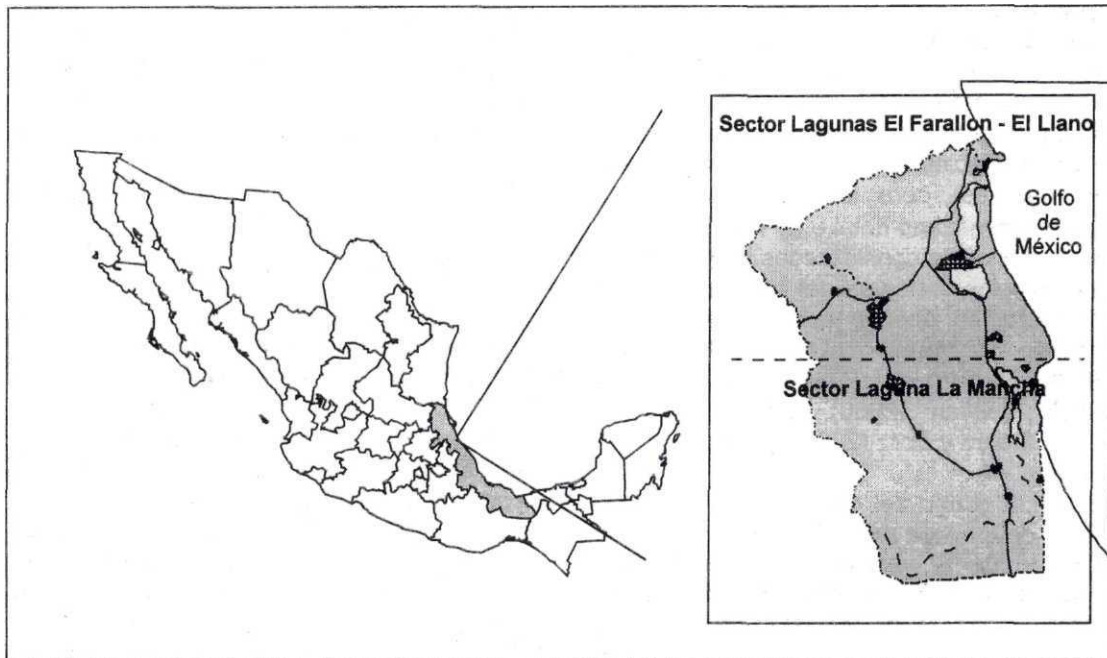 Sector Lagunas El Farallon - El Llano
Golfo
de
México
Sector Laguna La Mancha